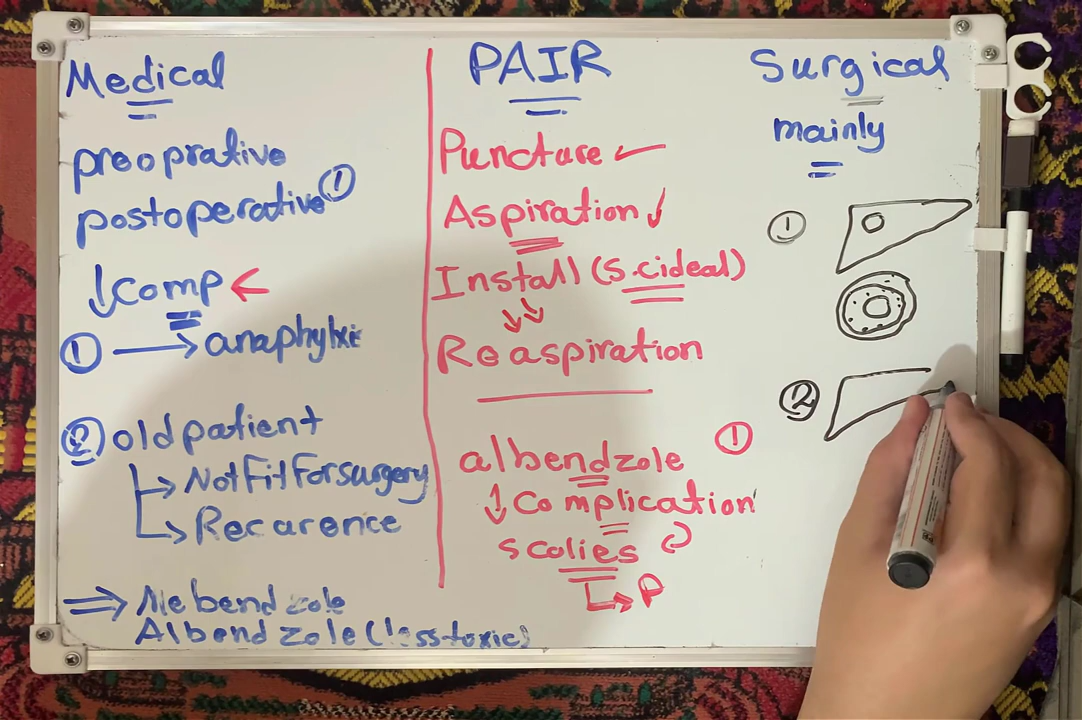 Medical
preoprative
postoperative ①
↓ comp ←
① → anaphylxi
② old patient
↳ Not Fit For surgery
↳ Recarence
⇒ Mebendzole
Albendzole (less toxic)
PAIR
Puncture ✓
Aspiration ✓
Install (s.cideal)
Reaspiration
①
albendzole
↓ complication
scolies
↳ P
Surgical
mainly
①
②